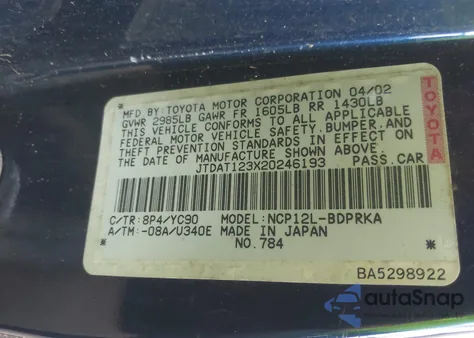 MFD.BY:TOYOTA MOTOR CORPORATION 04/02
GVWR 2985LB GAWR FR 1605LB RR 1430LB
THIS VEHICLE CONFORMS TO ALL APPLICABLE
FEDERAL MOTOR VEHICLE SAFETY,BUMPER,AND
THEFT PREVENTION STANDARDS IN EFFECT ON
THE DATE OF MANUFACTURE SHOWN ABOVE.
JTDAT123X20246193 PASS.CAR
TOYOTA
C/TR: 8P4/YC90 MODEL:NCP12L-BDPRKA
A/TM:-08A/U340E MADE IN JAPAN
NO.784
BA5298922
autoSnap